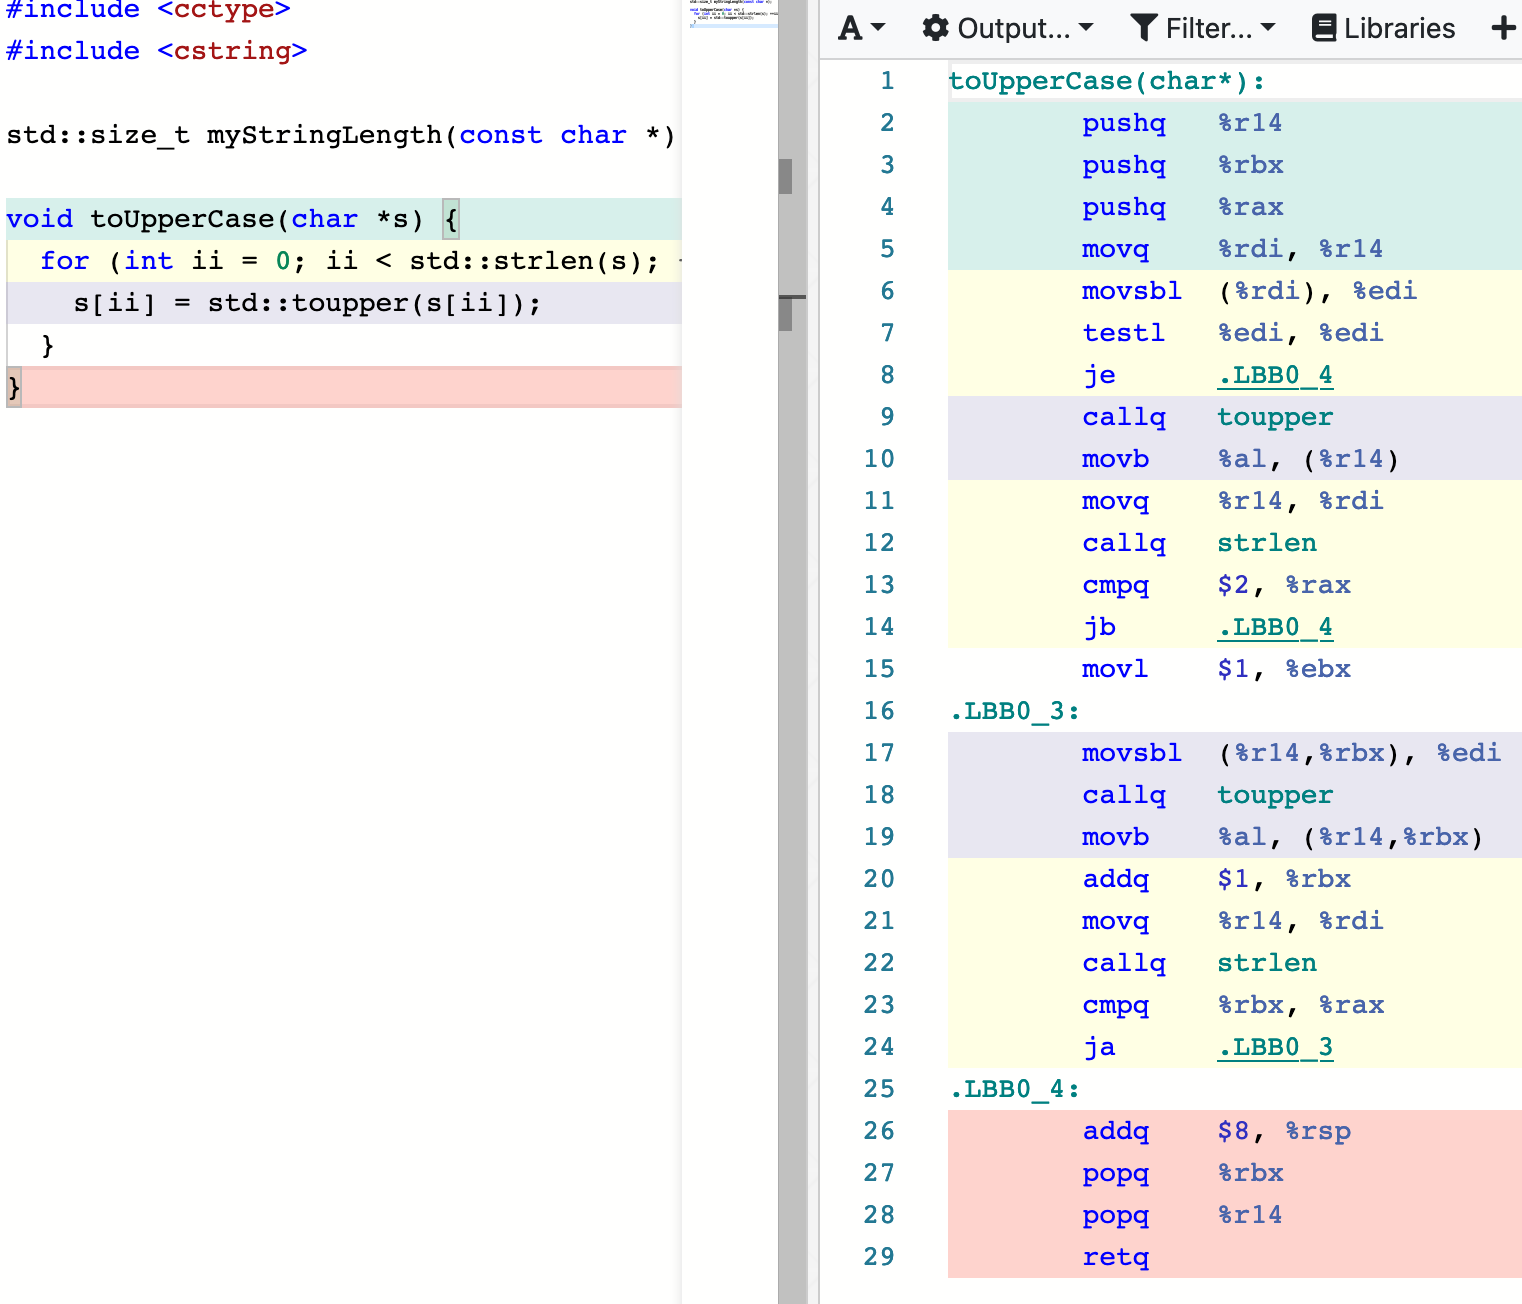 #include <cctype>
#include <cstring>
std::size_t myStringLength(const char *)
void toUpperCase(char *s) {
for (int ii = 0; ii < std::strlen(s);
s[ii] = std::toupper(s[ii]);
}
}
A Output... Filter... Libraries +
1 toUpperCase(char*):
2 pushq %r14
3 pushq %rbx
4 pushq %rax
5 movq %rdi, %r14
6 movsbl (%rdi), %edi
7 testl %edi, %edi
8 je .LBB0_4
9 callq toupper
10 movb %al, (%r14)
11 movq %r14, %rdi
12 callq strlen
13 cmpq $2, %rax
14 jb .LBB0_4
15 movl $1, %ebx
16 .LBB0_3:
17 movsbl (%r14,%rbx), %edi
18 callq toupper
19 movb %al, (%r14,%rbx)
20 addq $1, %rbx
21 movq %r14, %rdi
22 callq strlen
23 cmpq %rbx, %rax
24 ja .LBB0_3
25 .LBB0_4:
26 addq $8, %rsp
27 popq %rbx
28 popq %r14
29 retq